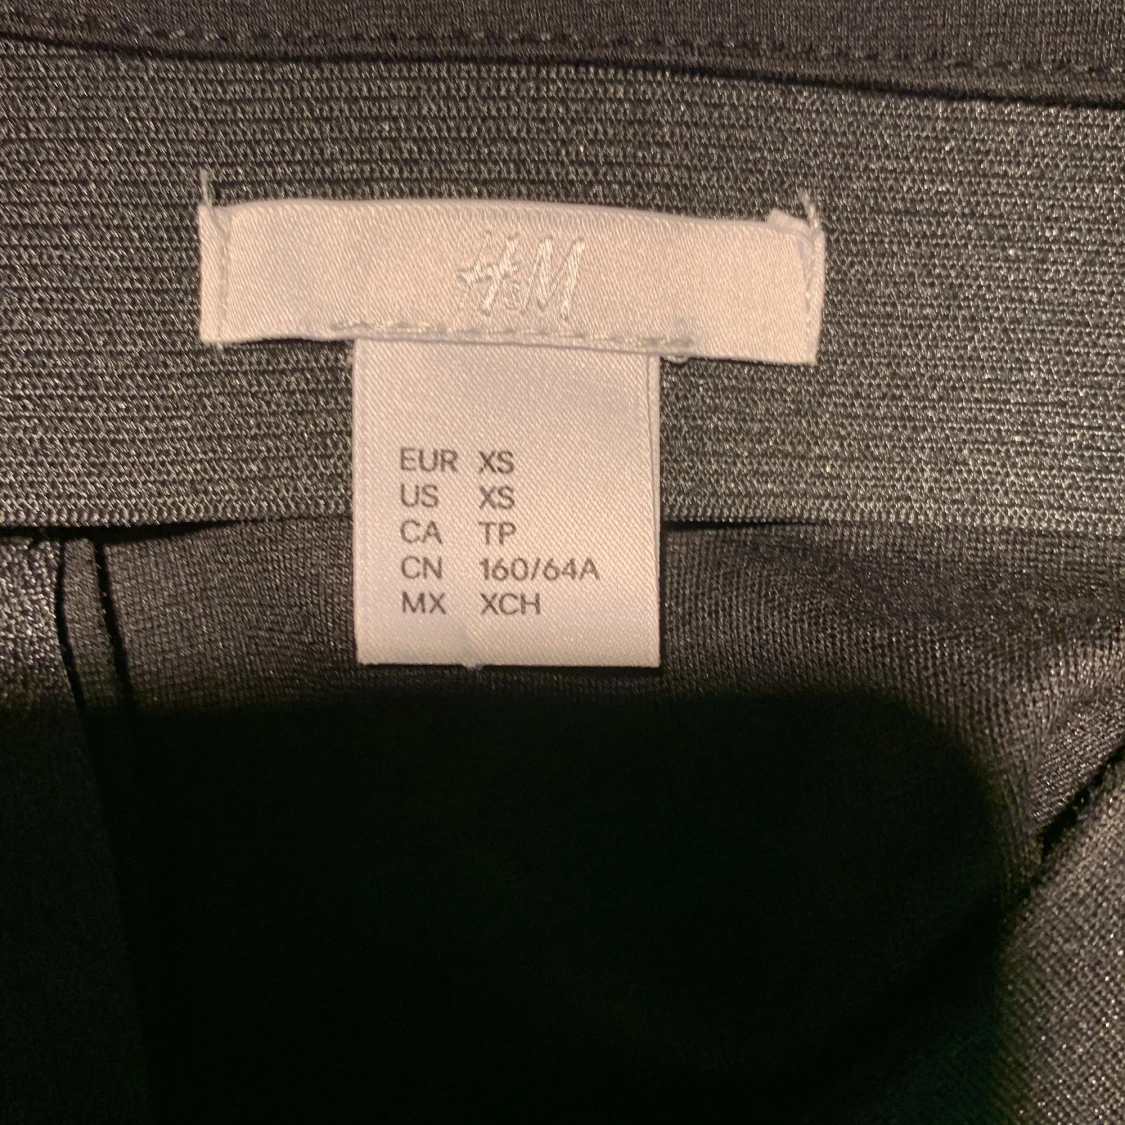 H&M
EUR XS
US XS
CA TP
CN 160/64A
MX XCH